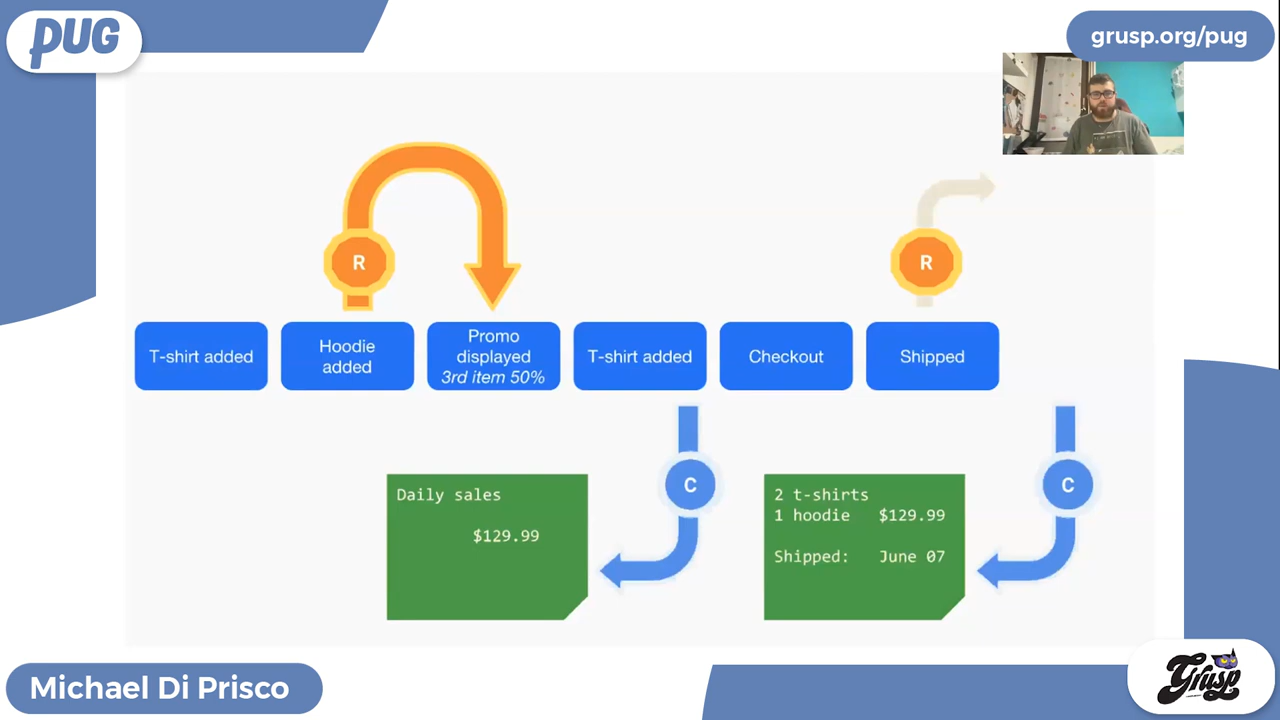 PUG
grusp.org/pug
R
R
T-shirt added
Hoodie
added
Promo
displayed
3rd item 50%
T-shirt added
Checkout
Shipped
C
C
Daily sales
$129.99
2 t-shirts
1 hoodie $129.99
Shipped: June 07
Michael Di Prisco
Grusp